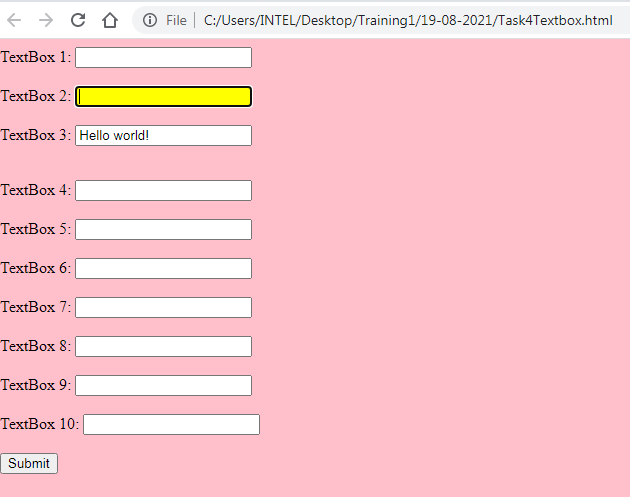 File C:/Users/INTEL/Desktop/Training1/19-08-2021/Task4Textbox.html
TextBox 1:
TextBox 2:
TextBox 3: Hello world!
TextBox 4:
TextBox 5:
TextBox 6:
TextBox 7:
TextBox 8:
TextBox 9:
TextBox 10:
Submit